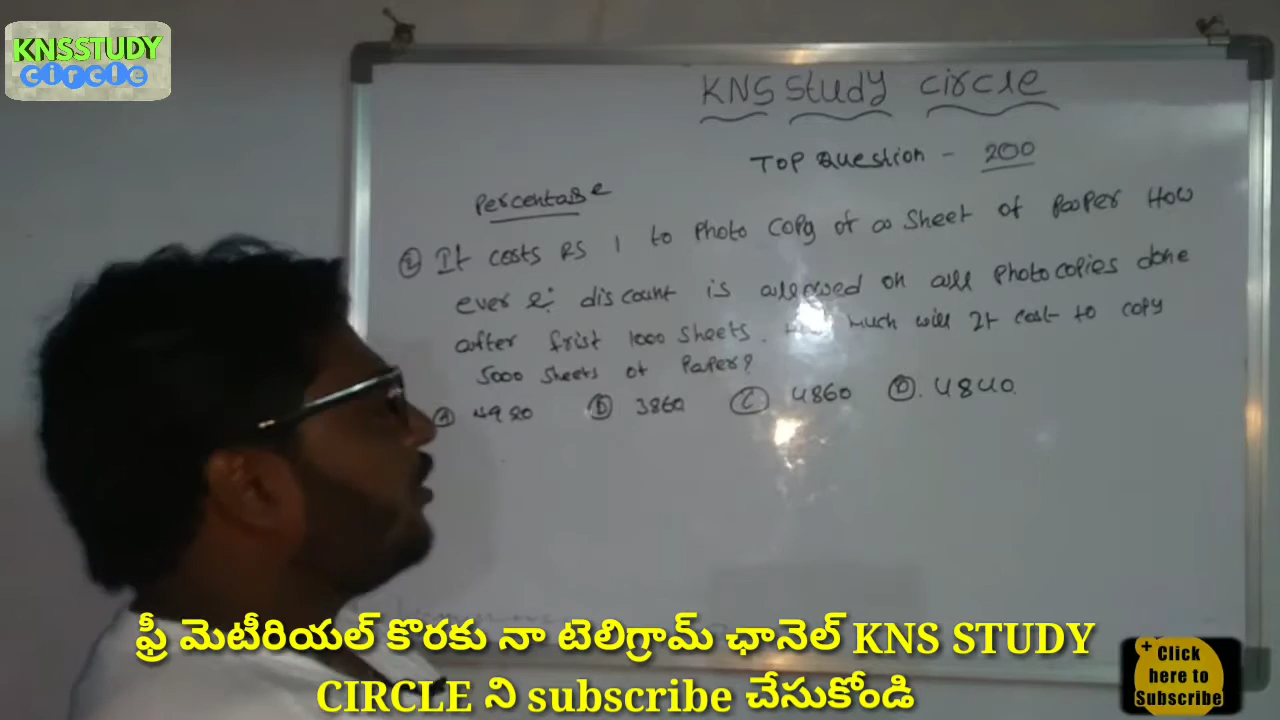 KNSSTUDY
circle
KNS study circle
TOP Question - 200
Percentage
It costs RS 1 to Photo Copy of a Sheet of Paper How
ever 2% discount is allowed on all Photocopies done
after frist 1000 Sheets. much will It cost to copy
5000 Sheets of Paper?
A 4920 B 3860 C 4860 D. 4840.
ఫ్రీ మెటీరియల్ కొరకు నా టెలిగ్రామ్ ఛానెల్ KNS STUDY
CIRCLE ని subscribe చేసుకోండి
+ Click
here to
Subscribe